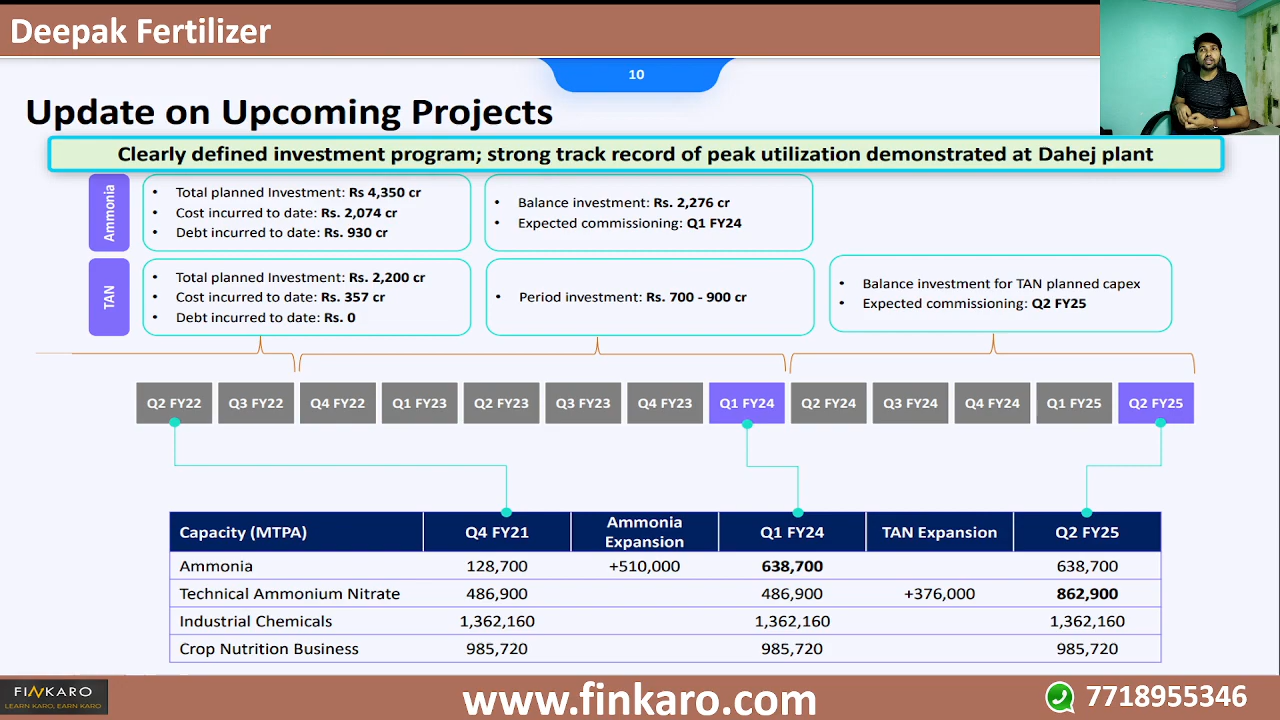 Deepak Fertilizer
10
Update on Upcoming Projects
Clearly defined investment program; strong track record of peak utilization demonstrated at Dahej plant
Ammonia
• Total planned Investment: Rs 4,350 cr
• Cost incurred to date: Rs. 2,074 cr
• Debt incurred to date: Rs. 930 cr
• Balance investment: Rs. 2,276 cr
• Expected commissioning: Q1 FY24
TAN
• Total planned Investment: Rs. 2,200 cr
• Cost incurred to date: Rs. 357 cr
• Debt incurred to date: Rs. 0
• Period investment: Rs. 700 - 900 cr
• Balance investment for TAN planned capex
• Expected commissioning: Q2 FY25
Q2 FY22 Q3 FY22 Q4 FY22 Q1 FY23 Q2 FY23 Q3 FY23 Q4 FY23 Q1 FY24 Q2 FY24 Q3 FY24 Q4 FY24 Q1 FY25 Q2 FY25
Capacity (MTPA) Q4 FY21 Ammonia Expansion Q1 FY24 TAN Expansion Q2 FY25
Ammonia 128,700 +510,000 638,700 638,700
Technical Ammonium Nitrate 486,900 486,900 +376,000 862,900
Industrial Chemicals 1,362,160 1,362,160 1,362,160
Crop Nutrition Business 985,720 985,720 985,720
FINKARO
LEARN KARO, EARN KARO
www.finkaro.com
7718955346